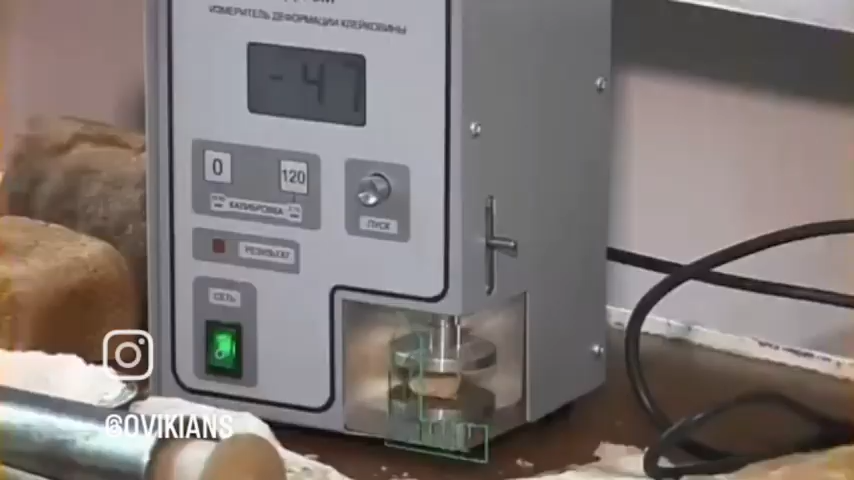 ИЗМЕРИТЕЛЬ ДЕФОРМАЦИИ КЛЕЙКОВИНЫ
-47
0
120
КАЛИБРОВКА
ПУСК
РЕЗУЛЬТАТ
СЕТЬ
@OVIKIANS